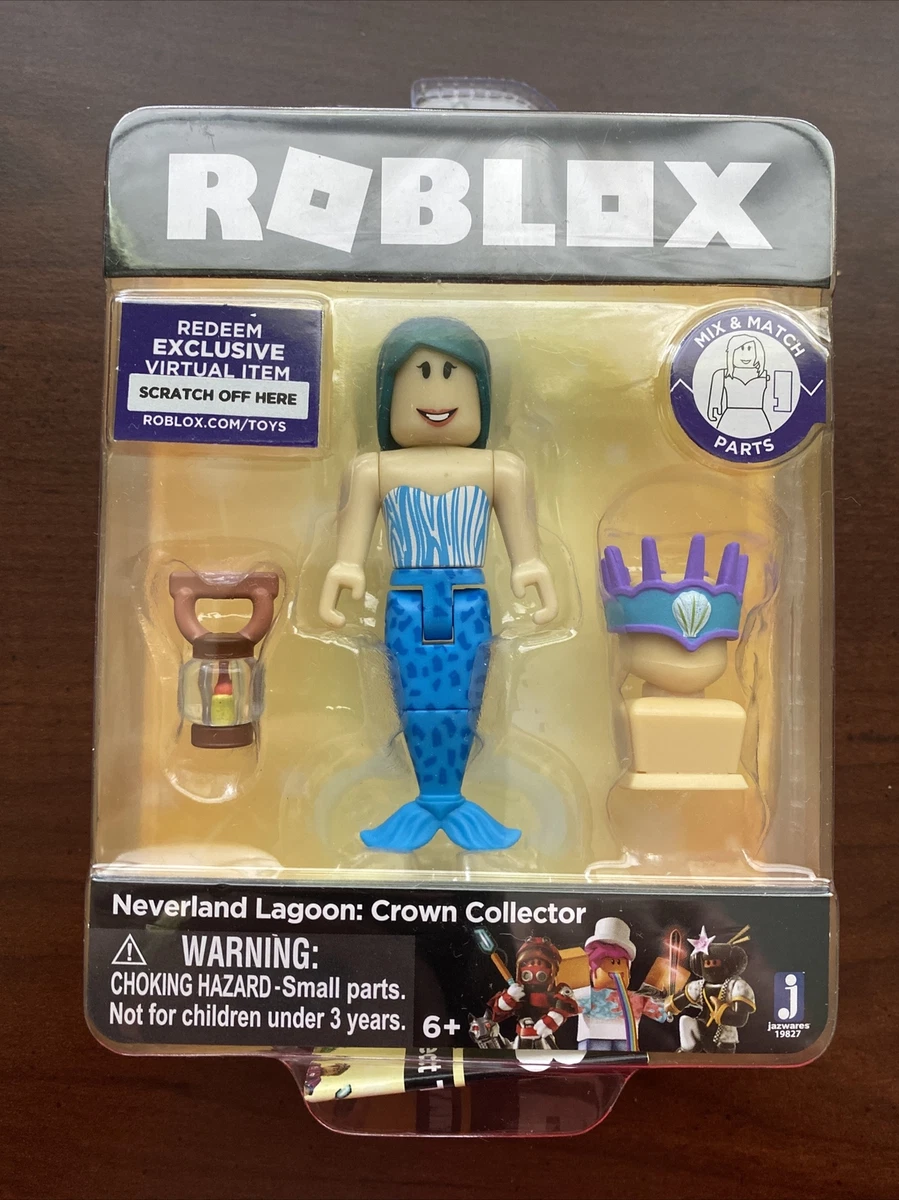 ROBLOX
REDEEM
EXCLUSIVE
VIRTUAL ITEM
SCRATCH OFF HERE
ROBLOX.COM/TOYS
MIX & MATCH
PARTS
Neverland Lagoon: Crown Collector
WARNING:
CHOKING HAZARD-Small parts.
Not for children under 3 years.
6+
jazwares
19827